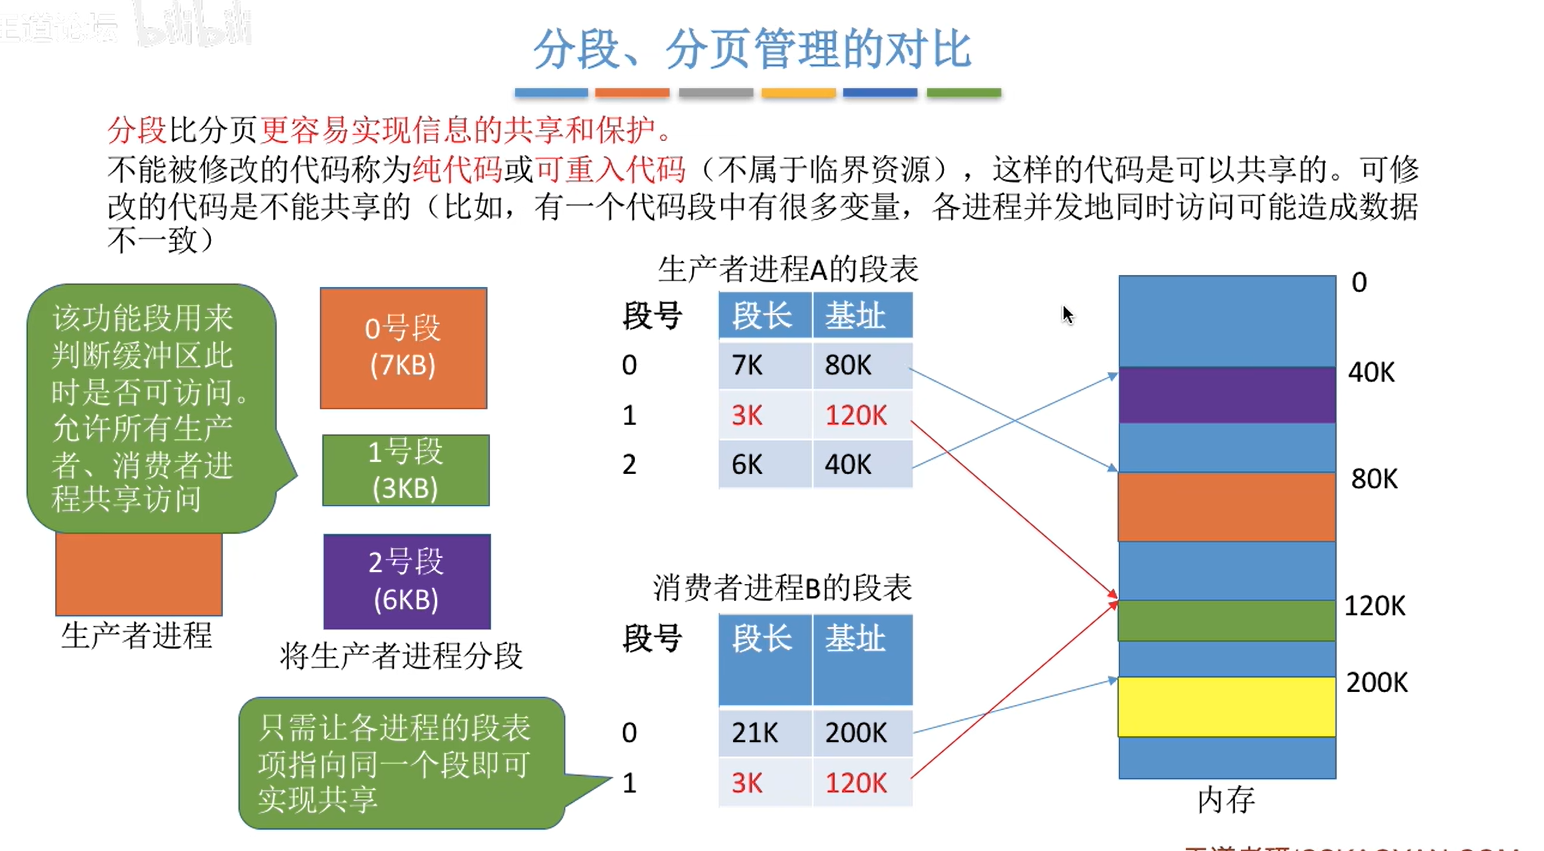 王道论坛 bilibili
分段、分页管理的对比
分段比分页更容易实现信息的共享和保护。
不能被修改的代码称为纯代码或可重入代码（不属于临界资源），这样的代码是可以共享的。可修
改的代码是不能共享的（比如，有一个代码段中有很多变量，各进程并发地同时访问可能造成数据
不一致）
该功能段用来
判断缓冲区此
时是否可访问。
允许所有生产
者、消费者进
程共享访问
生产者进程
0号段
(7KB)
1号段
(3KB)
2号段
(6KB)
将生产者进程分段
生产者进程A的段表
段号 段长 基址
0 7K 80K
1 3K 120K
2 6K 40K
消费者进程B的段表
段号 段长 基址
0 21K 200K
1 3K 120K
只需让各进程的段表
项指向同一个段即可
实现共享
0
40K
80K
120K
200K
内存